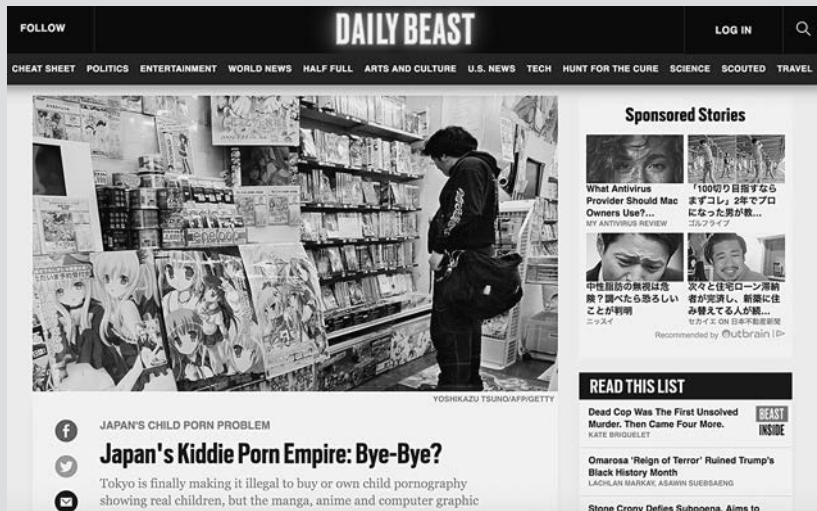 FOLLOW
DAILY BEAST
LOG IN
CHEAT SHEET POLITICS ENTERTAINMENT WORLD NEWS HALF FULL ARTS AND CULTURE U.S. NEWS TECH HUNT FOR THE CURE SCIENCE SCOUTED TRAVEL
eneloop
YOSHIKAZU TSUNO/AFP/GETTY
JAPAN'S CHILD PORN PROBLEM
Japan's Kiddie Porn Empire: Bye-Bye?
Tokyo is finally making it illegal to buy or own child pornography
showing real children, but the manga, anime and computer graphic
Sponsored Stories
What Antivirus
Provider Should Mac
Owners Use?...
MY ANTIVIRUS REVIEW
「100切り目指すなら
まずコレ」2年でプロ
になった男が教...
ゴルフライブ
中性脂肪の無視は危
険？調べたら恐ろしい
ことが判明
ニッスイ
次々と住宅ローン滞納
者が完済し、新築に住
み替えてる人が続...
セカイエ ON 日本不動産新聞
Recommended by Outbrain
READ THIS LIST
Dead Cop Was The First Unsolved
Murder. Then Came Four More.
KATE BRIQUELET
BEAST
INSIDE
Omarosa ‘Reign of Terror’ Ruined Trump's
Black History Month
LACHLAN MARKAY, ASAWIN SUEBSAENG
Stone Crony Defies Subpoena, Aims to